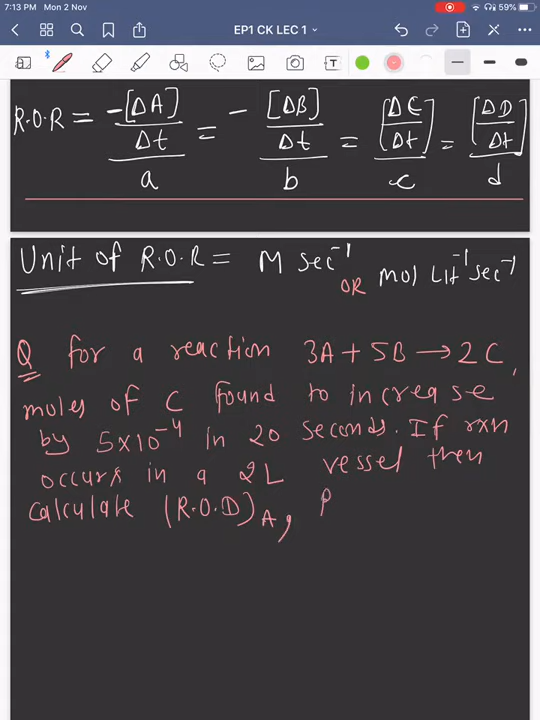 7:13 PM Mon 2 Nov 59%
EP1 CK LEC 1
R.O.R = -[ΔA]/Δt / a = -[ΔB]/Δt / b = [ΔC/Δt] / c = [ΔD/Δt] / d
Unit of R.O.R = M sec⁻¹ OR mol Lit⁻¹ sec⁻¹
Q for a reaction 3A + 5B → 2C,
moles of C found to increase
by 5×10⁻⁴ in 20 seconds. If rxn
occurs in a 2L vessel then
calculate (R.O.D)A,